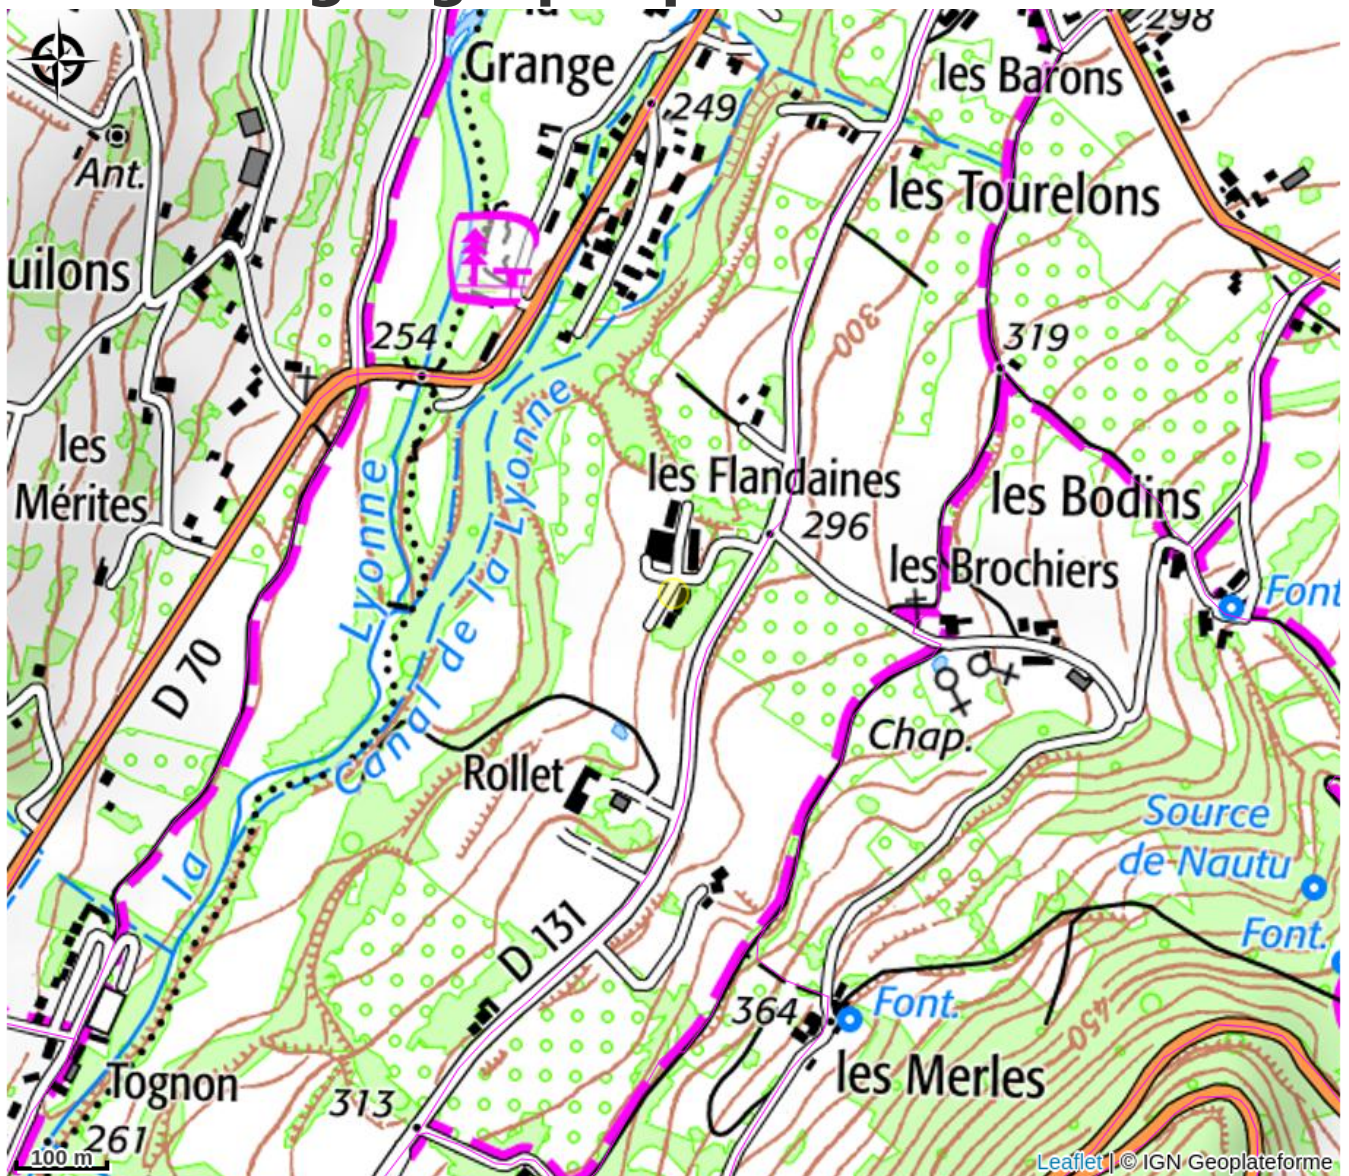 298
Grange
les Barons
249
Ant.
les Tourelons
uilons
300
254
319
les
Mérites
les Flandaines
les Bodins
296
les Brochiers
Font
La Lyonne
Canal de la Lyonne
D 70
Chap.
Rollet
Source
de Nautu
Font.
D 131
364
Font.
450
les Merles
Tognon
313
261
100 m
Leaflet | © IGN Geoplateforme